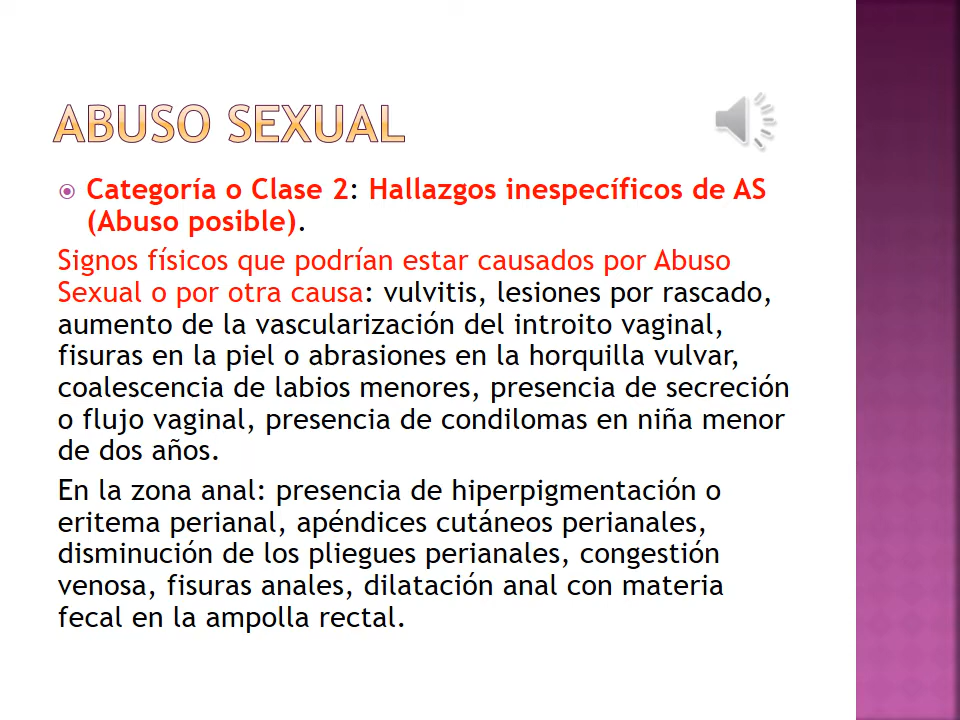 ABUSO SEXUAL
Categoría o Clase 2: Hallazgos inespecíficos de AS
(Abuso posible).
Signos físicos que podrían estar causados por Abuso
Sexual o por otra causa: vulvitis, lesiones por rascado,
aumento de la vascularización del introito vaginal,
fisuras en la piel o abrasiones en la horquilla vulvar,
coalescencia de labios menores, presencia de secreción
o flujo vaginal, presencia de condilomas en niña menor
de dos años.
En la zona anal: presencia de hiperpigmentación o
eritema perianal, apéndices cutáneos perianales,
disminución de los pliegues perianales, congestión
venosa, fisuras anales, dilatación anal con materia
fecal en la ampolla rectal.